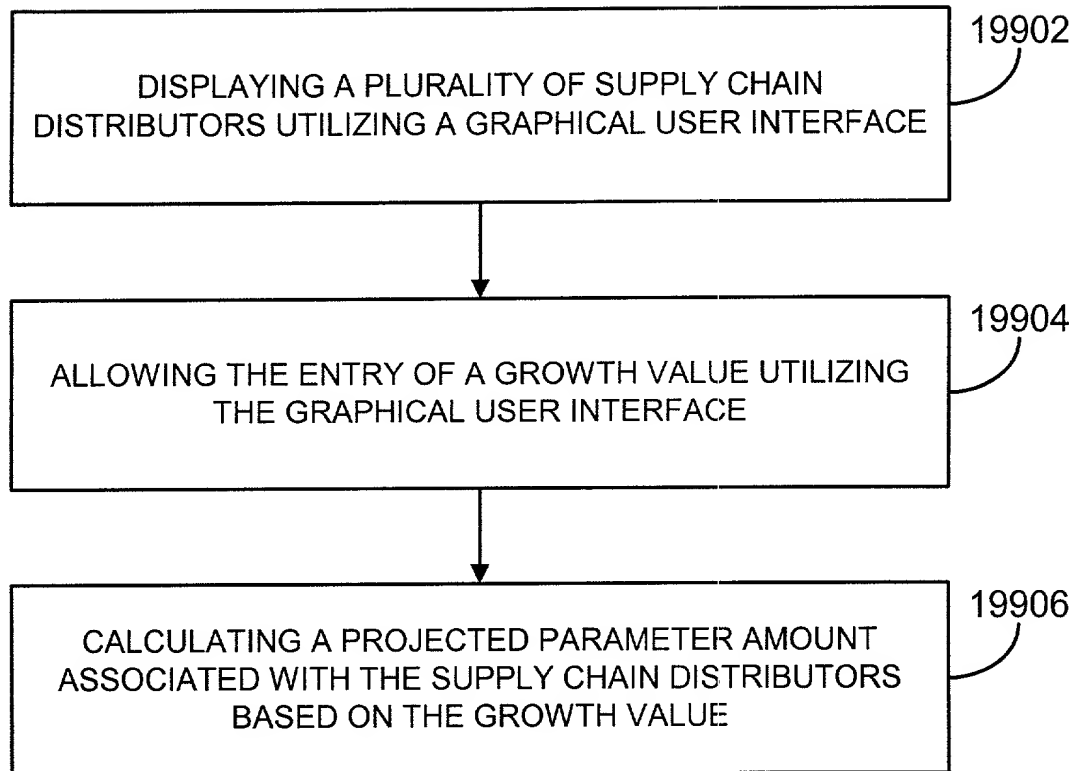 19902
DISPLAYING A PLURALITY OF SUPPLY CHAIN
DISTRIBUTORS UTILIZING A GRAPHICAL USER INTERFACE
19904
ALLOWING THE ENTRY OF A GROWTH VALUE UTILIZING
THE GRAPHICAL USER INTERFACE
19906
CALCULATING A PROJECTED PARAMETER AMOUNT
ASSOCIATED WITH THE SUPPLY CHAIN DISTRIBUTORS
BASED ON THE GROWTH VALUE